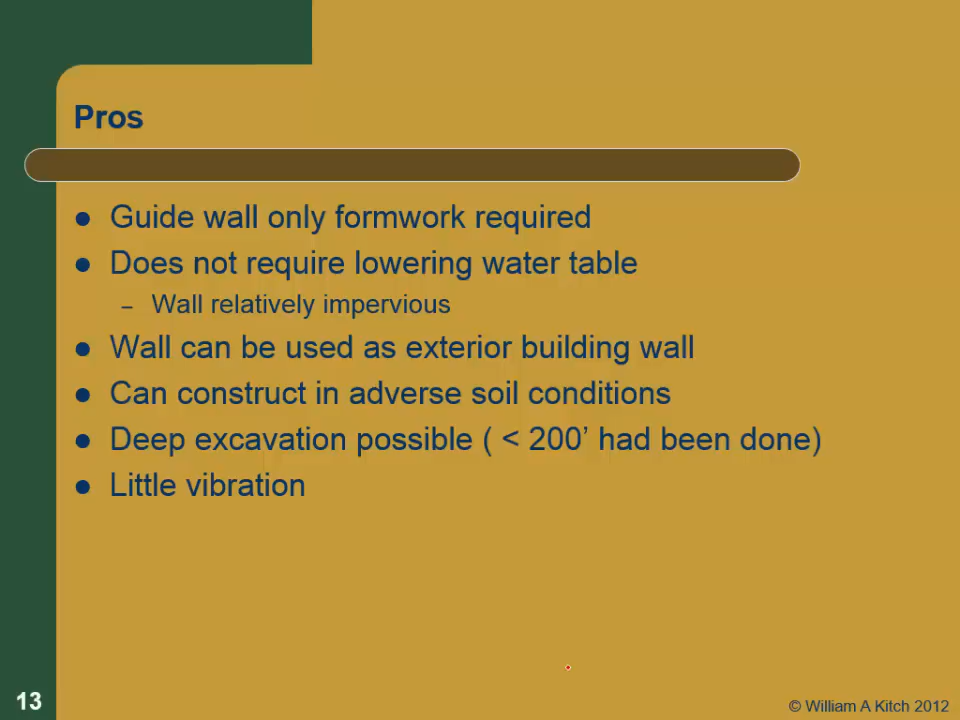 Pros
● Guide wall only formwork required
● Does not require lowering water table
– Wall relatively impervious
● Wall can be used as exterior building wall
● Can construct in adverse soil conditions
● Deep excavation possible ( < 200’ had been done)
● Little vibration
13
© William A Kitch 2012